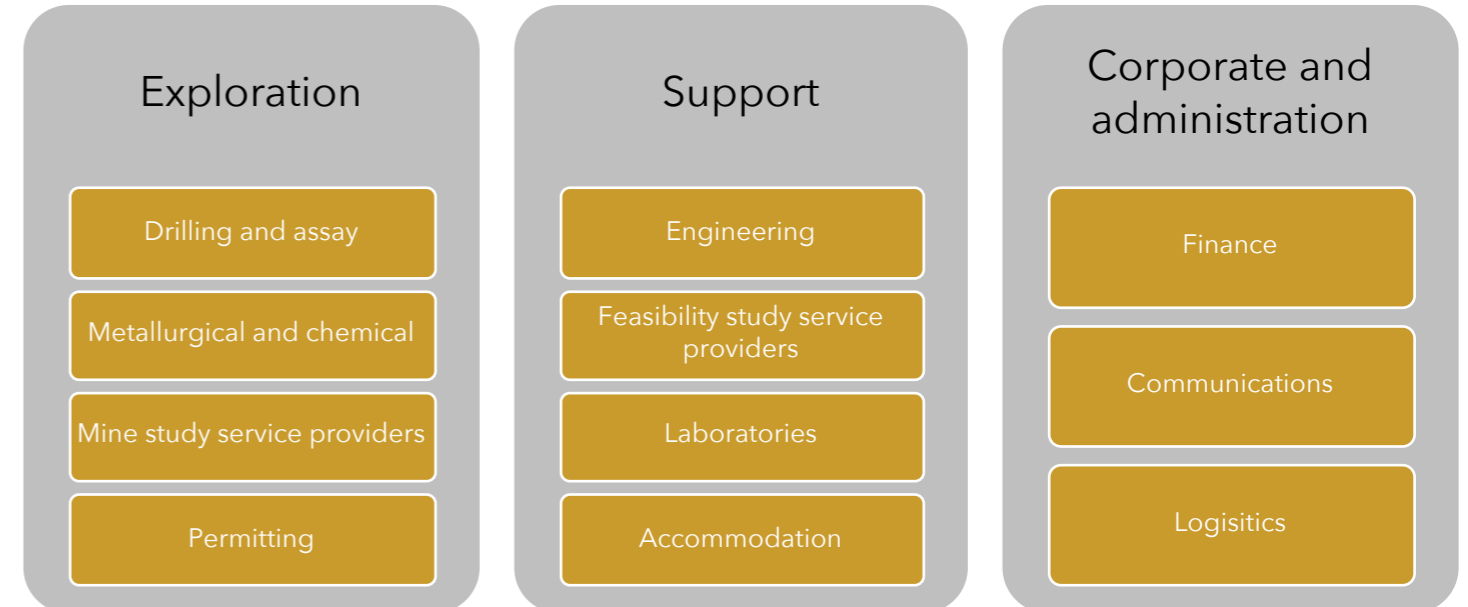 Exploration
Drilling and assay
Metallurgical and chemical
Mine study service providers
Permitting
Support
Engineering
Feasibility study service
providers
Laboratories
Accommodation
Corporate and
administration
Finance
Communications
Logisitics